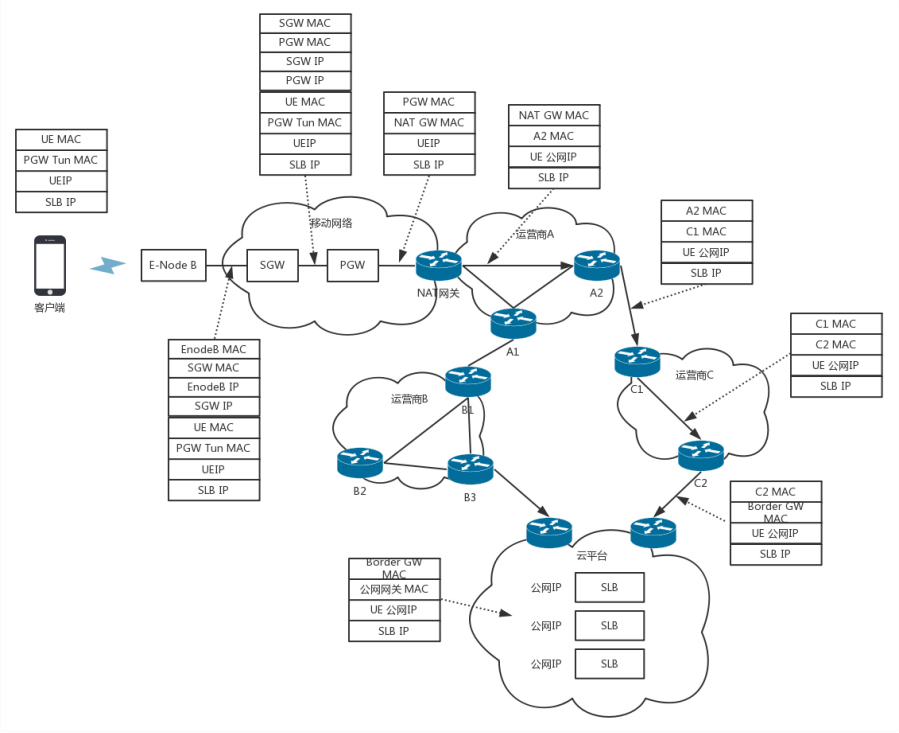 SGW MAC
PGW MAC
SGW IP
PGW IP
UE MAC
PGW Tun MAC
UEIP
SLB IP
PGW MAC
NAT GW MAC
UEIP
SLB IP
NAT GW MAC
A2 MAC
UE 公网IP
SLB IP
UE MAC
PGW Tun MAC
UEIP
SLB IP
A2 MAC
C1 MAC
UE 公网IP
SLB IP
移动网络
运营商A
E-Node B
SGW
PGW
NAT网关
A2
客户端
A1
C1 MAC
C2 MAC
UE 公网IP
SLB IP
EnodeB MAC
SGW MAC
EnodeB IP
SGW IP
UE MAC
PGW Tun MAC
UEIP
SLB IP
运营商C
C1
运营商B
B1
B2
B3
C2
C2 MAC
Border GW
MAC
UE 公网IP
SLB IP
云平台
Border GW
MAC
公网网关 MAC
UE 公网IP
SLB IP
公网IP
SLB
公网IP
SLB
公网IP
SLB